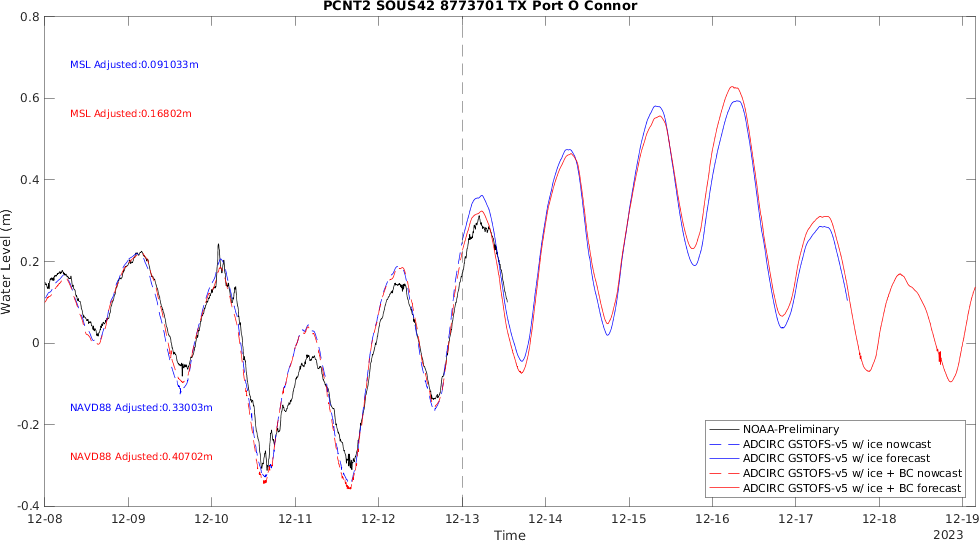 PCNT2 SOUS42 8773701 TX Port O Connor
0.8
0.6
0.4
0.2
0
-0.2
-0.4
Water Level (m)
MSL Adjusted:0.091033m
MSL Adjusted:0.16802m
NAVD88 Adjusted:0.33003m
NAVD88 Adjusted:0.40702m
NOAA-Preliminary
ADCIRC GSTOFS-v5 w/ ice nowcast
ADCIRC GSTOFS-v5 w/ ice forecast
ADCIRC GSTOFS-v5 w/ ice + BC nowcast
ADCIRC GSTOFS-v5 w/ ice + BC forecast
12-08 12-09 12-10 12-11 12-12 12-13 12-14 12-15 12-16 12-17 12-18 12-19
Time
2023